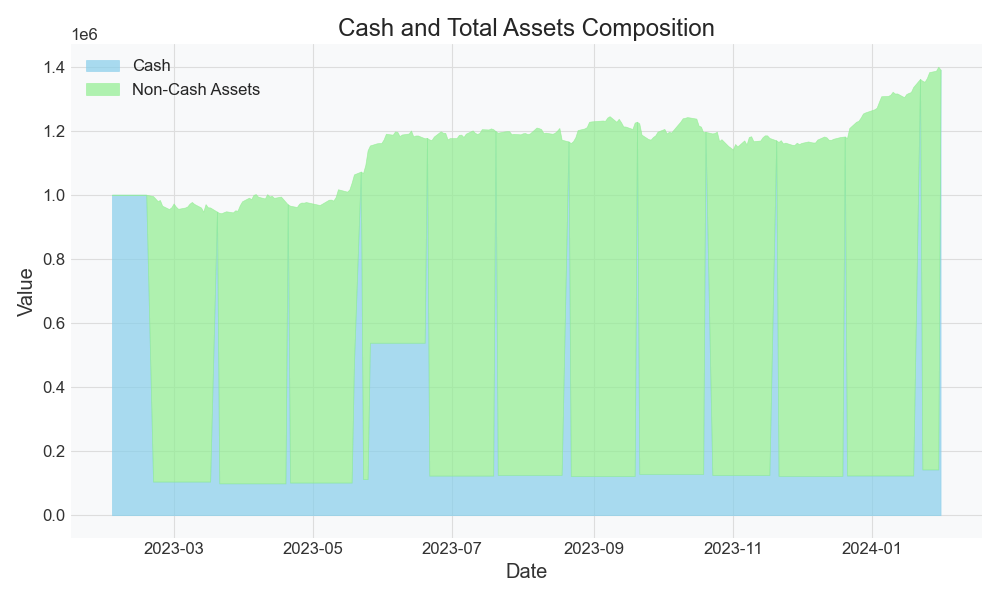 Cash and Total Assets Composition
1e6
Cash
Non-Cash Assets
1.4
1.2
1.0
0.8
0.6
0.4
0.2
0.0
Value
2023-03 2023-05 2023-07 2023-09 2023-11 2024-01
Date